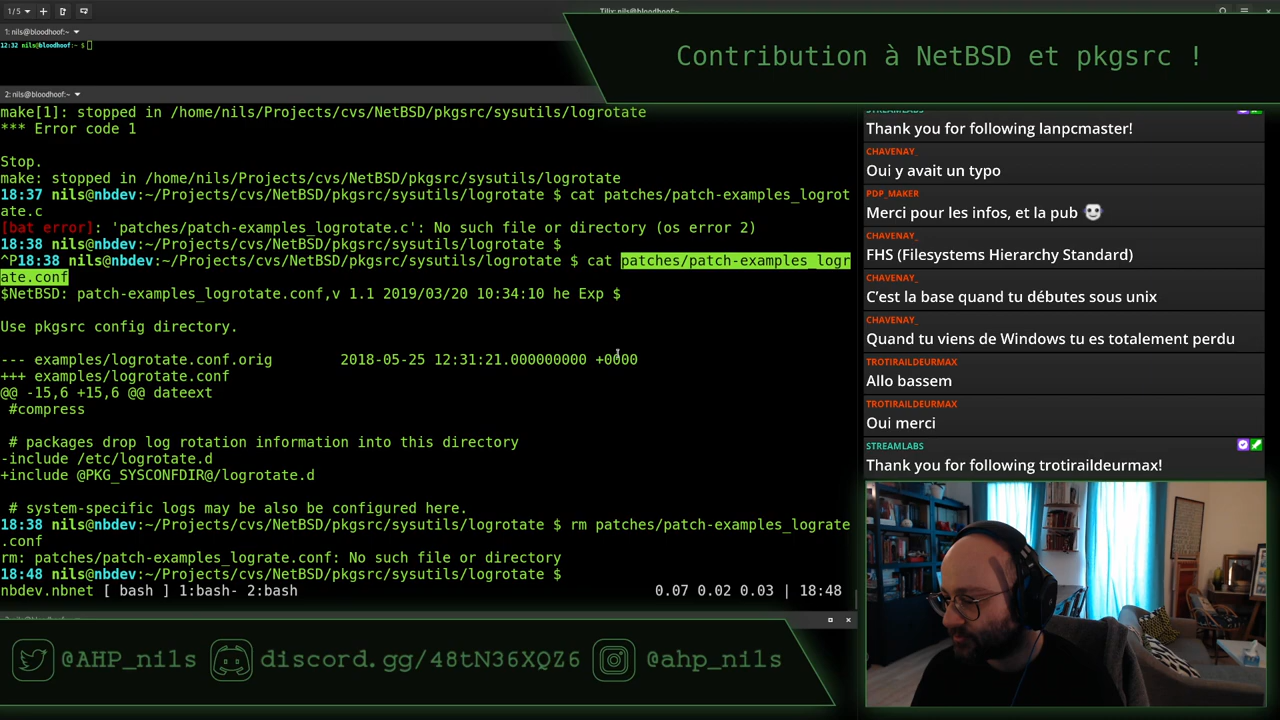 1/5
Tilix: nils@bloodhoof:~
1: nils@bloodhoof:~
12:32 nils@bloodhoof:~ $
Contribution à NetBSD et pkgsrc !
2: nils@bloodhoof:~
make[1]: stopped in /home/nils/Projects/cvs/NetBSD/pkgsrc/sysutils/logrotate
*** Error code 1
Stop.
make: stopped in /home/nils/Projects/cvs/NetBSD/pkgsrc/sysutils/logrotate
18:37 nils@nbdev:~/Projects/cvs/NetBSD/pkgsrc/sysutils/logrotate $ cat patches/patch-examples_logrot
ate.c
[bat error]: 'patches/patch-examples_logrotate.c': No such file or directory (os error 2)
18:38 nils@nbdev:~/Projects/cvs/NetBSD/pkgsrc/sysutils/logrotate $
^P18:38 nils@nbdev:~/Projects/cvs/NetBSD/pkgsrc/sysutils/logrotate $ cat patches/patch-examples_logr
ate.conf
$NetBSD: patch-examples_logrotate.conf,v 1.1 2019/03/20 10:34:10 he Exp $
Use pkgsrc config directory.
--- examples/logrotate.conf.orig 2018-05-25 12:31:21.000000000 +0000
+++ examples/logrotate.conf
@@ -15,6 +15,6 @@ dateext
#compress
# packages drop log rotation information into this directory
-include /etc/logrotate.d
+include @PKG_SYSCONFDIR@/logrotate.d
# system-specific logs may be also be configured here.
18:38 nils@nbdev:~/Projects/cvs/NetBSD/pkgsrc/sysutils/logrotate $ rm patches/patch-examples_lograte
.conf
rm: patches/patch-examples_lograte.conf: No such file or directory
18:48 nils@nbdev:~/Projects/cvs/NetBSD/pkgsrc/sysutils/logrotate $
nbdev.nbnet [ bash ] 1:bash- 2:bash 0.07 0.02 0.03 | 18:48
STREAMLABS
Thank you for following lanpcmaster!
CHAVENAY_
Oui y avait un typo
PDP_MAKER
Merci pour les infos, et la pub
CHAVENAY_
FHS (Filesystems Hierarchy Standard)
CHAVENAY_
C'est la base quand tu débutes sous unix
CHAVENAY_
Quand tu viens de Windows tu es totalement perdu
TROTIRAILDEURMAX
Allo bassem
TROTIRAILDEURMAX
Oui merci
STREAMLABS
Thank you for following trotiraildeurmax!
@AHP_nils discord.gg/48tN36XQZ6 @ahp_nils